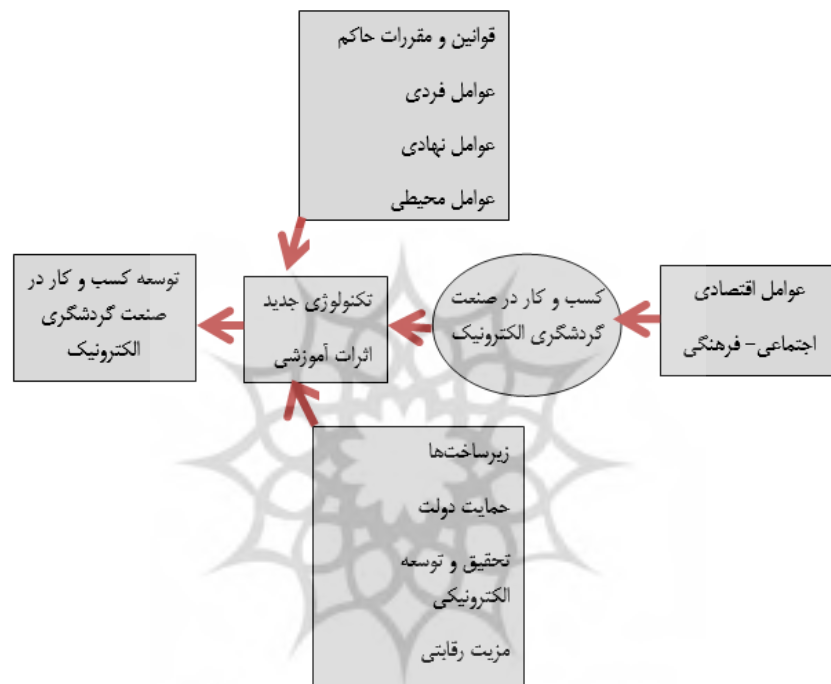 قوانین و مقررات حاکم
عوامل فردی
عوامل نهادی
عوامل محیطی
عوامل اقتصادی
اجتماعی- فرهنگی
کسب و کار در صنعت
گردشگری الکترونیک
تکنولوژی جدید
اثرات آموزشی
توسعه کسب و کار در
صنعت گردشگری
الکترونیک
زیرساخت‌ها
حمایت دولت
تحقیق و توسعه
الکترونیکی
مزیت رقابتی